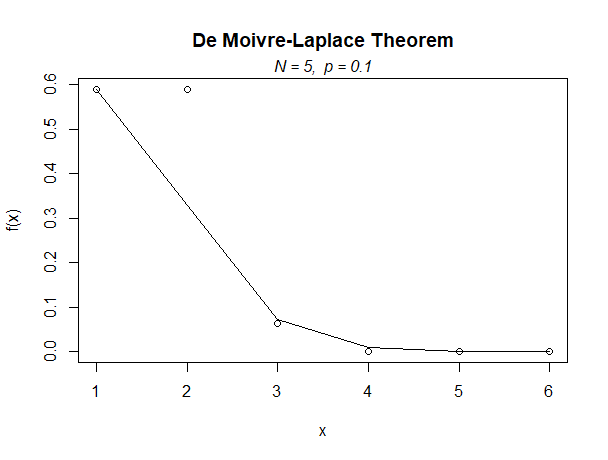 De Moivre-Laplace Theorem
N = 5, p = 0.1
f(x)
0.6
0.5
0.4
0.3
0.2
0.1
0.0
1 2 3 4 5 6
x